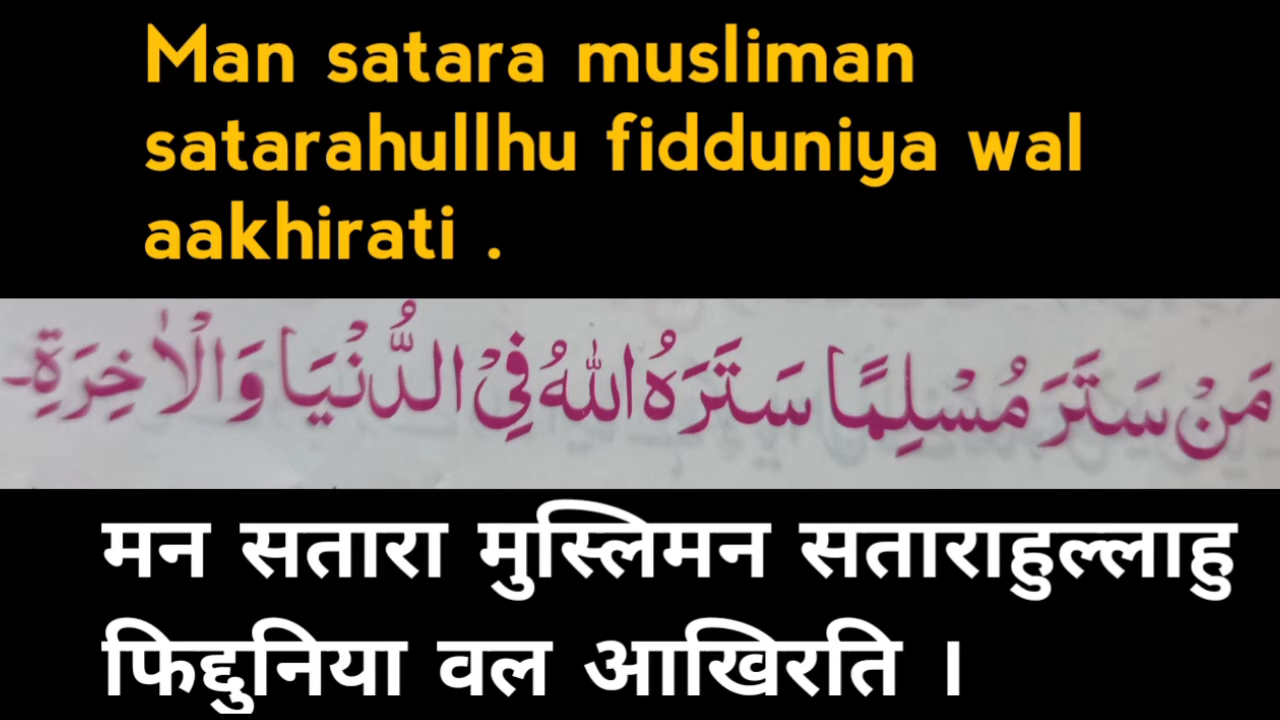 Man satara musliman
satarahullhu fidduniya wal
aakhirati .
مَنْ سَتَرَ مُسْلِمًا سَتَرَهُ اللّٰهُ فِیْ الدُّنْیَا وَالْاٰخِرَةِ۔
मन सतारा मुस्लिमन सताराहुल्लाहु
फिद्दुनिया वल आखिरति ।